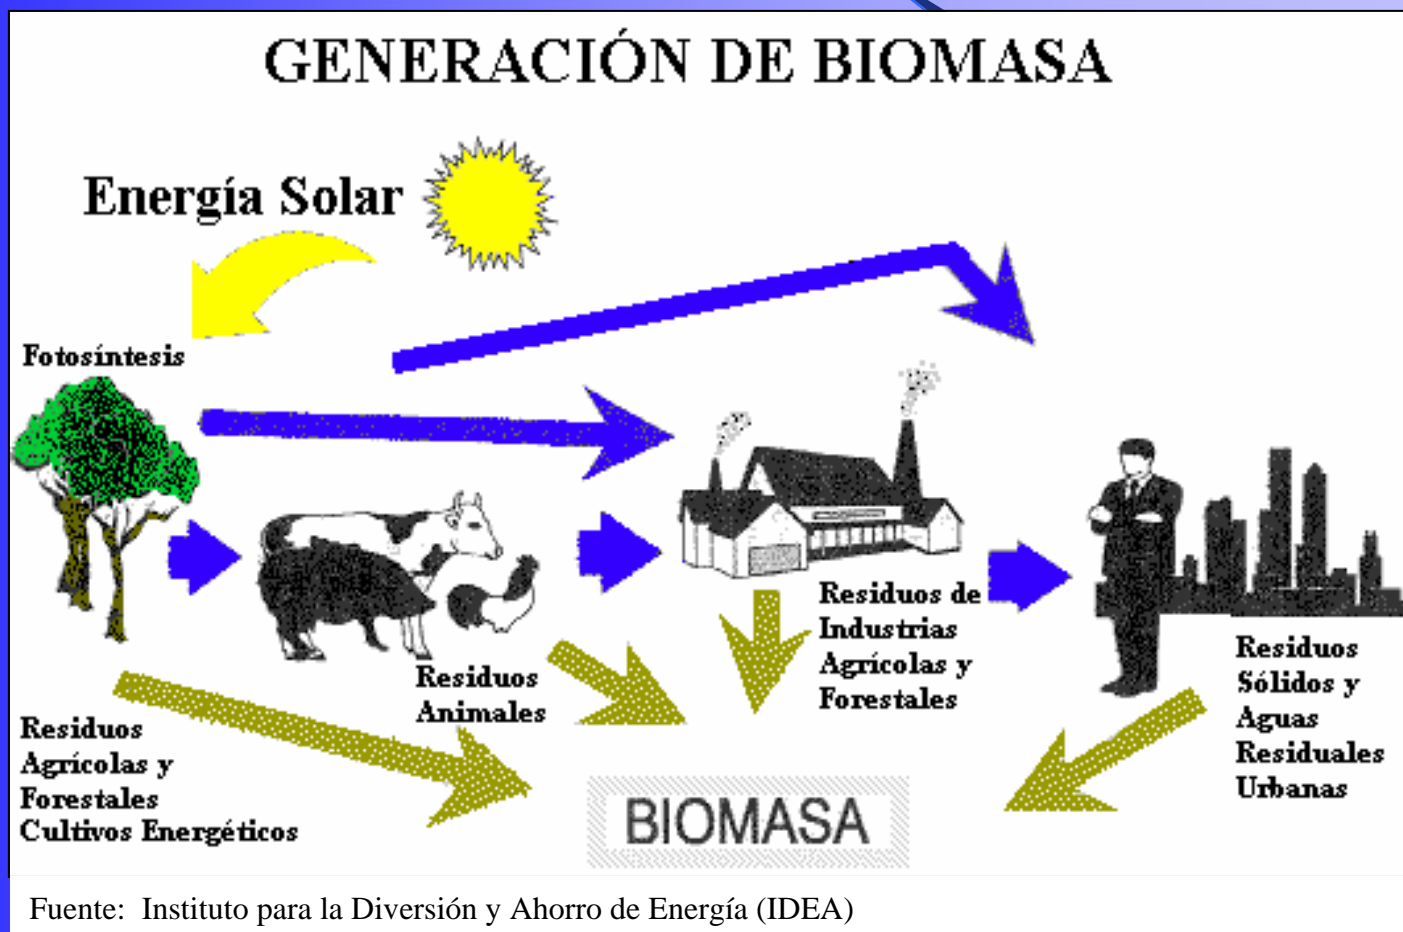 GENERACIÓN DE BIOMASA
Energía Solar
Fotosíntesis
Residuos
Agrícolas y
Forestales
Cultivos Energéticos
Residuos
Animales
Residuos de
Industrias
Agrícolas y
Forestales
Residuos
Sólidos y
Aguas
Residuales
Urbanas
BIOMASA
Fuente: Instituto para la Diversión y Ahorro de Energía (IDEA)